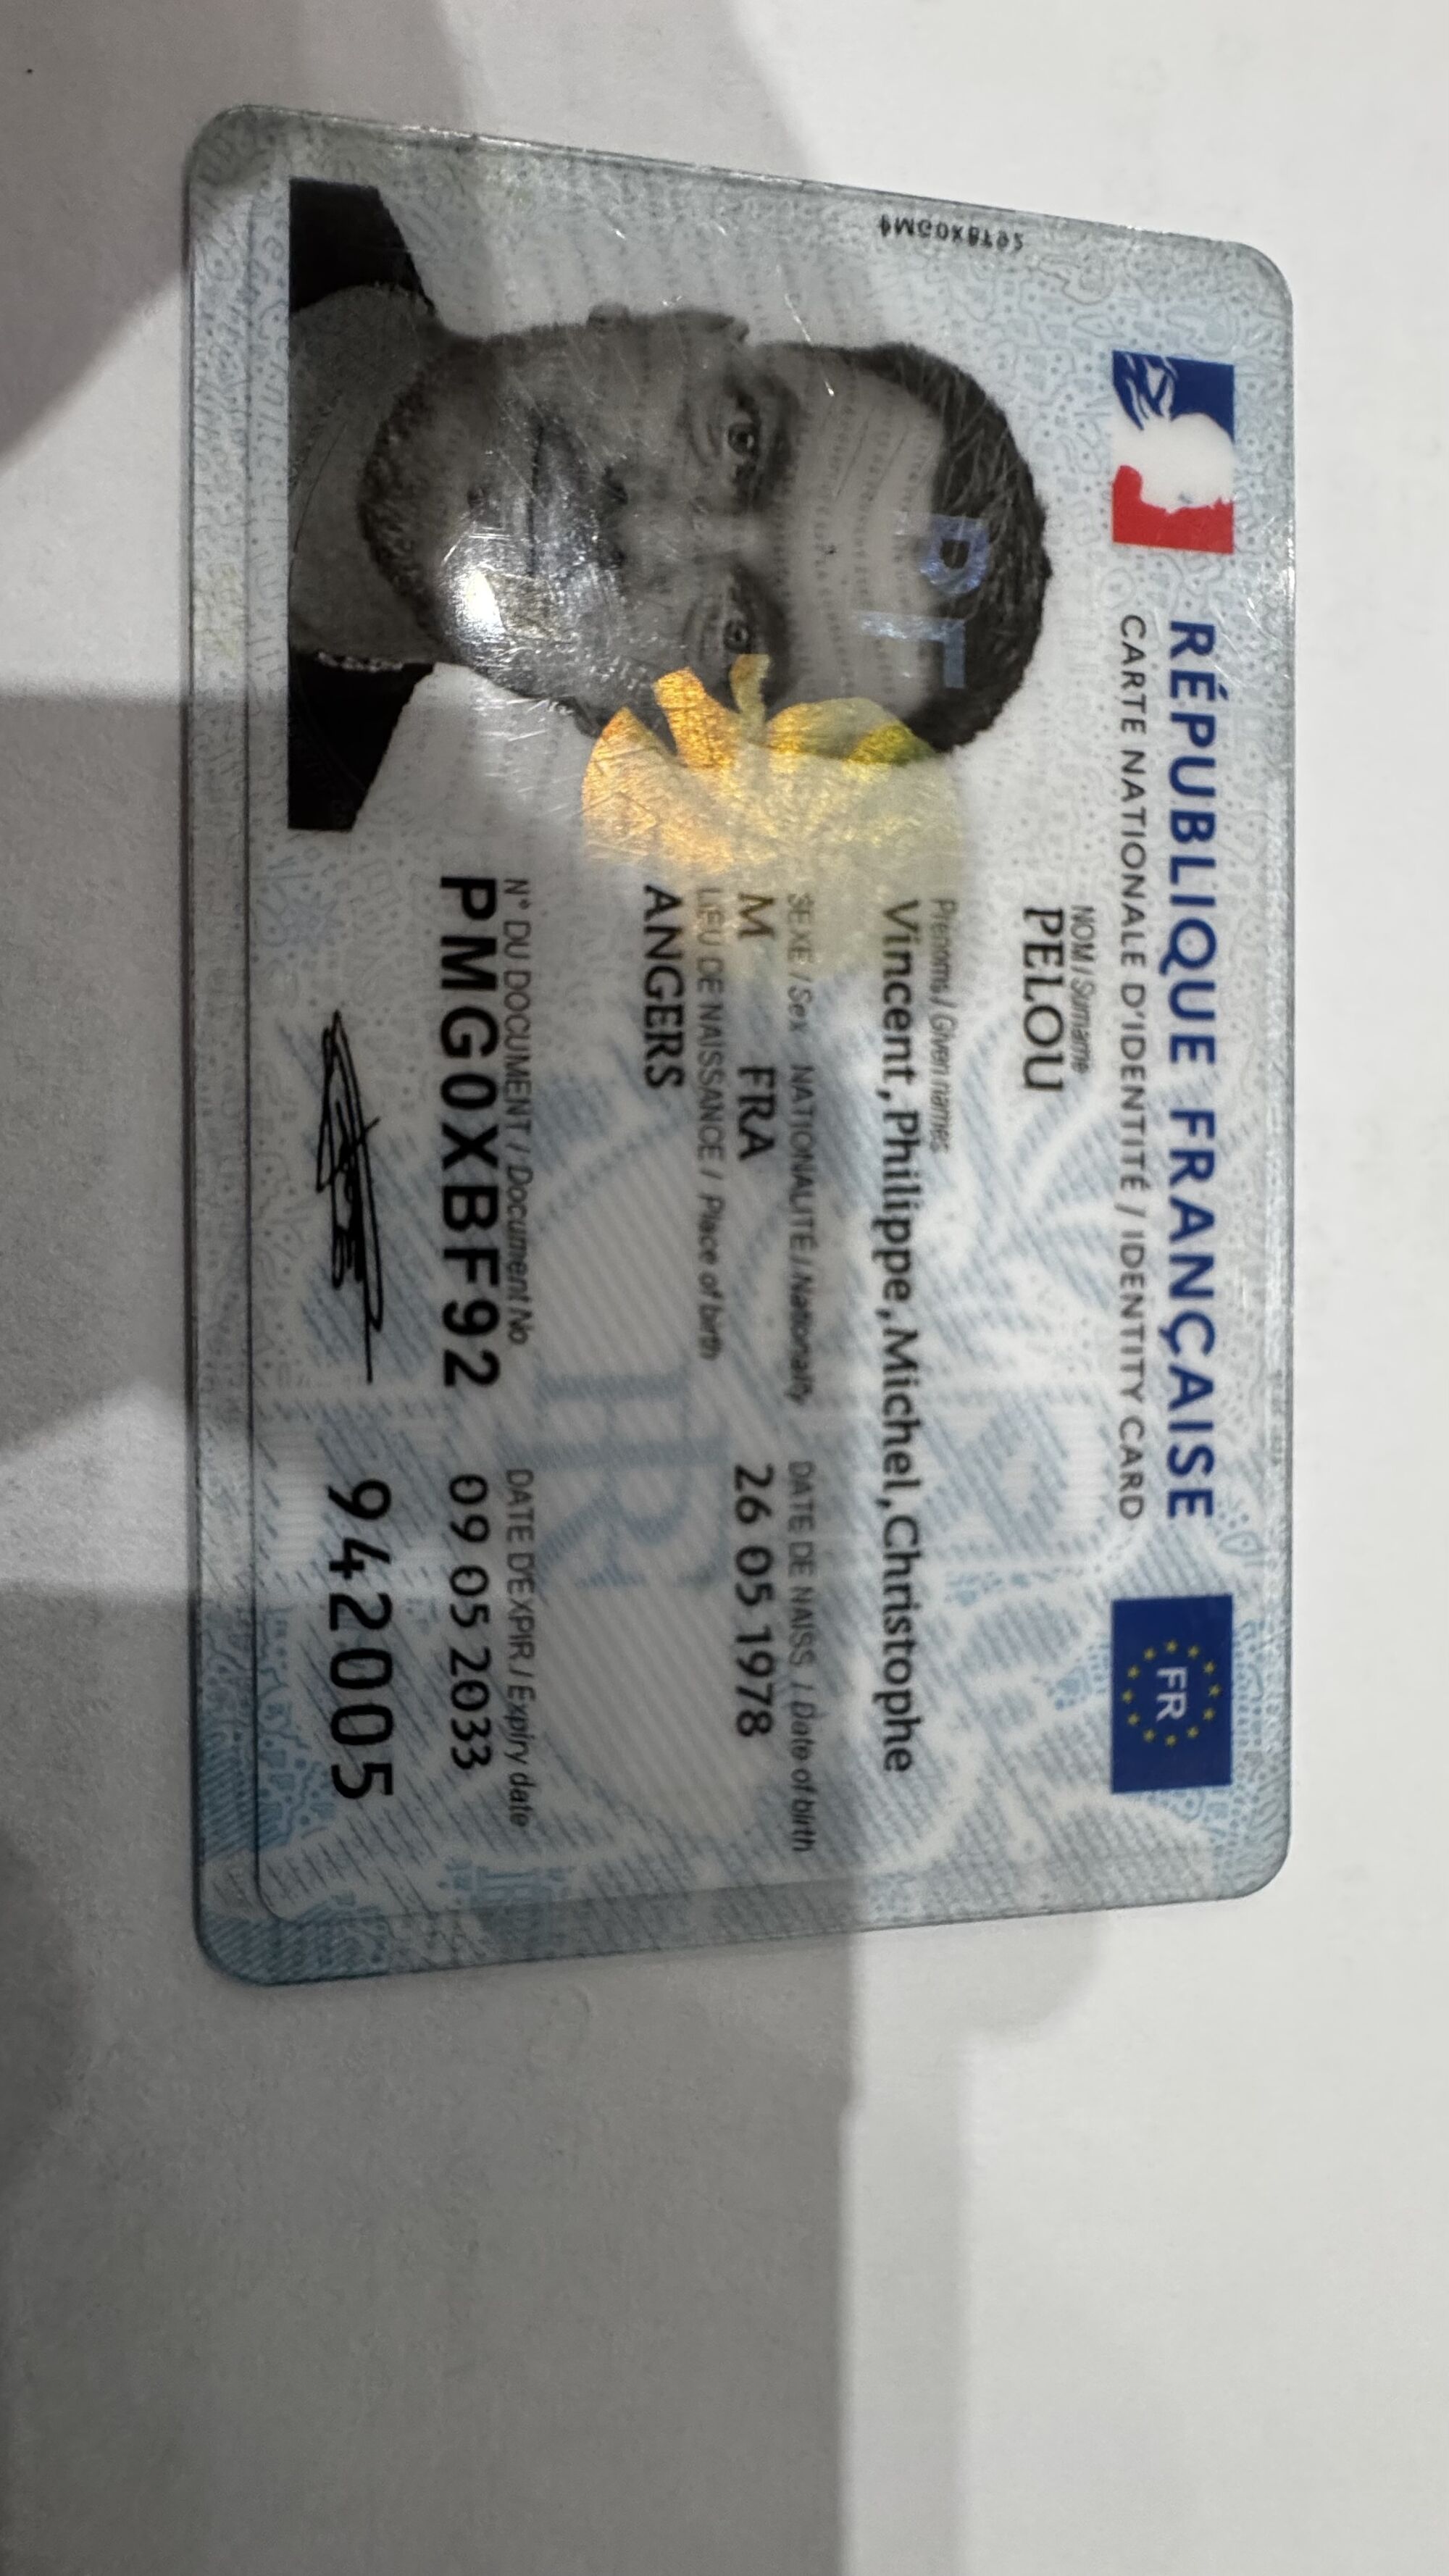 RÉPUBLIQUE FRANÇAISE
CARTE NATIONALE D'IDENTITÉ / IDENTITY CARD
FR
NOM / Surname
PELOU
Prénoms / Given names
Vincent, Philippe, Michel, Christophe
SEXE / Sex NATIONALITÉ / Nationality DATE DE NAISS. / Date of birth
M FRA 26 05 1978
LIEU DE NAISSANCE / Place of birth
ANGERS
N° DU DOCUMENT / Document No DATE D'EXPIR / Expiry date
PMG0XBF92 09 05 2033
942005